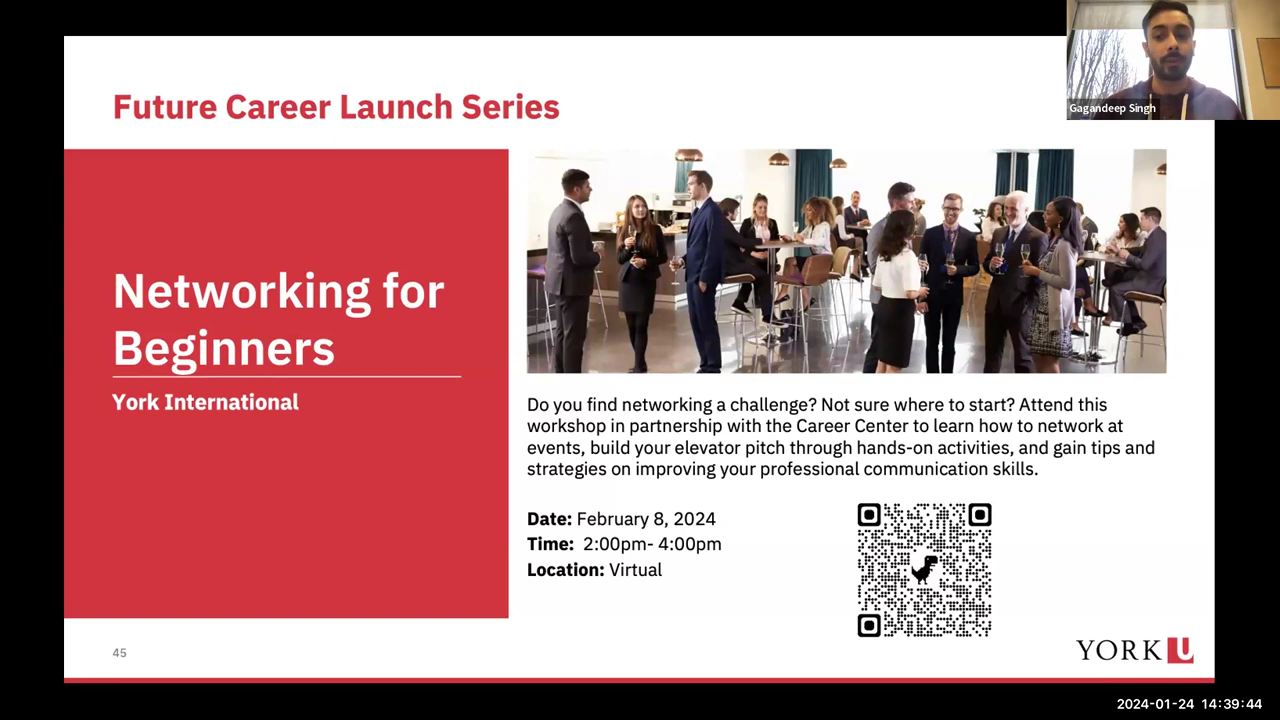 Future Career Launch Series
Gagandeep Singh
Networking for
Beginners
York International
Do you find networking a challenge? Not sure where to start? Attend this
workshop in partnership with the Career Center to learn how to network at
events, build your elevator pitch through hands-on activities, and gain tips and
strategies on improving your professional communication skills.
Date: February 8, 2024
Time: 2:00pm- 4:00pm
Location: Virtual
45
YORK U
2024-01-24 14:39:44